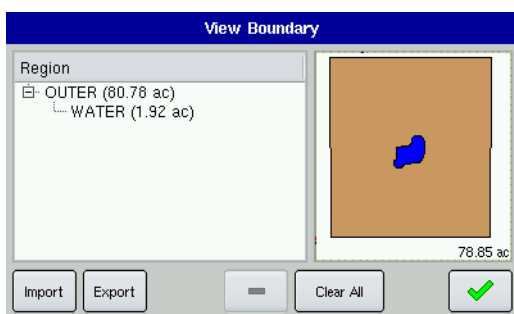 View Boundary
Region
OUTER (80.78 ac)
WATER (1.92 ac)
78.85 ac
Import
Export
Clear All